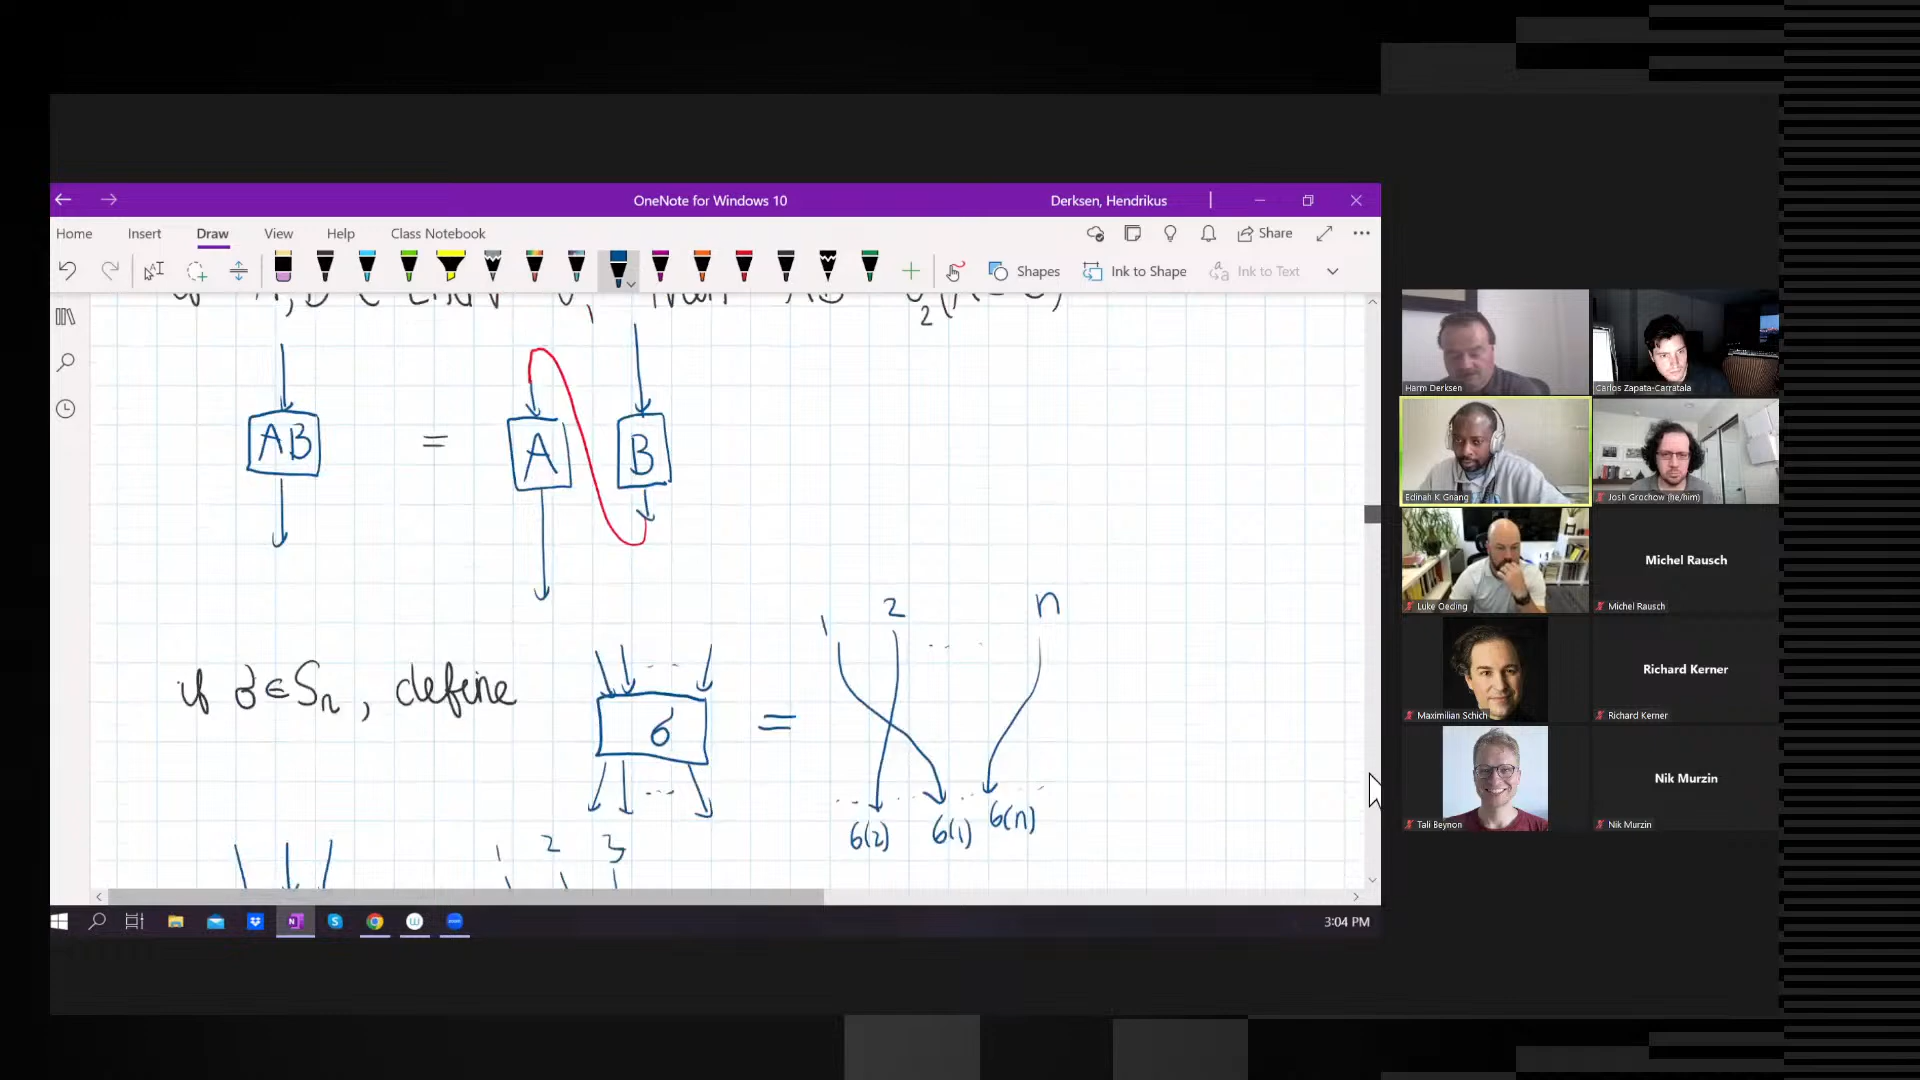 OneNote for Windows 10
Derksen, Hendrikus
Home Insert Draw View Help Class Notebook
Share
Shapes Ink to Shape Ink to Text
AB = A B
1 2 n
if σ∈Sn, define σ =
σ(2) σ(1) σ(n)
1 2 3
3:04 PM
Harm Derksen
Carlos Zapata-Carratala
Edinah K Gnang
Josh Grochow (he/him)
Luke Oeding
Michel Rausch
Michel Rausch
Maximilian Schich
Richard Kerner
Richard Kerner
Tali Beynon
Nik Murzin
Nik Murzin